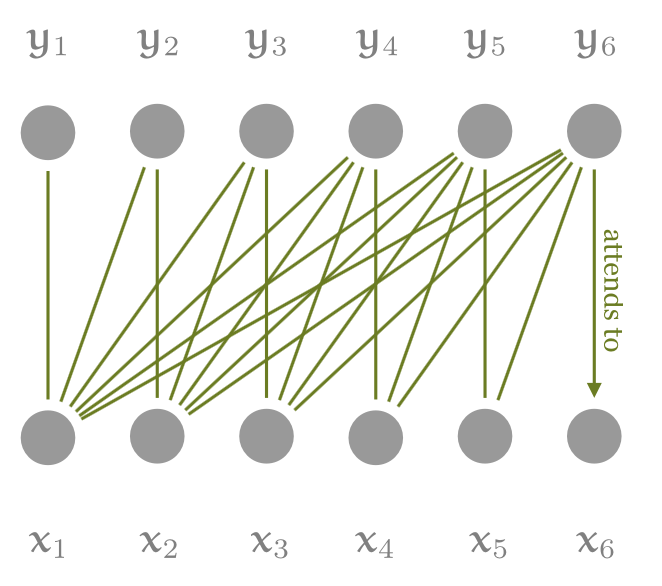 y₁ y₂ y₃ y₄ y₅ y₆
attends to
x₁ x₂ x₃ x₄ x₅ x₆